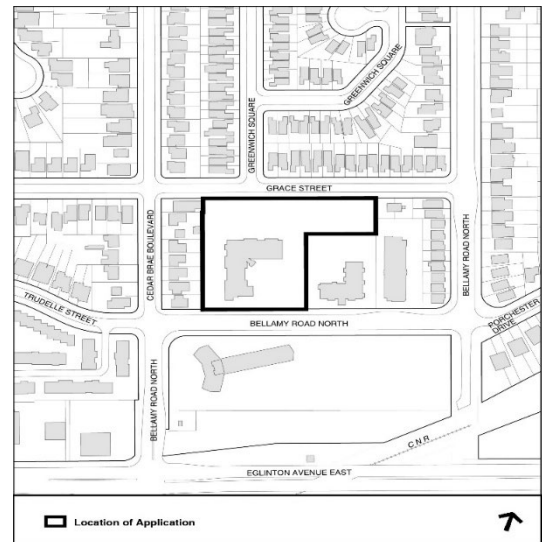 GREENWICH SQUARE
GREENWICH SQUARE
GRACE STREET
CEDAR BRAE BOULEVARD
BELLAMY ROAD NORTH
TRUDELLE STREET
BELLAMY ROAD NORTH
PORCHESTER
DRIVE
BELLAMY ROAD NORTH
C.N.R.
EGLINTON AVENUE EAST
Location of Application